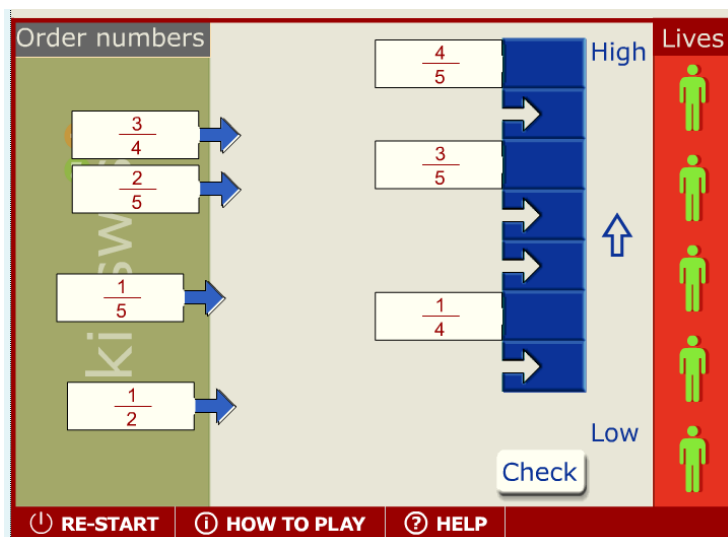 Order numbers
High
Lives
4/5
3/4
3/5
2/5
1/5
1/4
1/2
Low
Check
RE-START
HOW TO PLAY
HELP